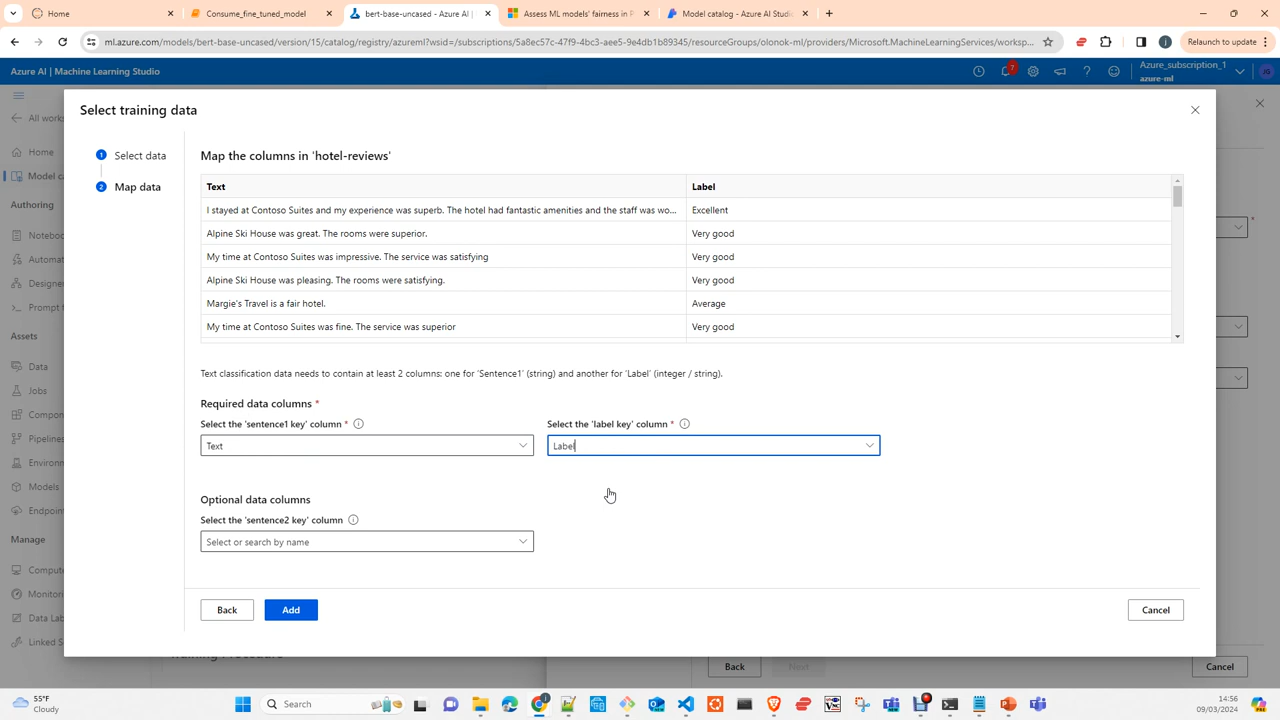 Home
Consume_fine_tuned_model
bert-base-uncased - Azure AI |
Assess ML models' fairness in P
Model catalog - Azure AI Studio
ml.azure.com/models/bert-base-uncased/version/15/catalog/registry/azureml?wsid=/subscriptions/5a8ec57c-47f9-4bc3-aee5-9e4db1b89345/resourceGroups/olonok-ml/providers/Microsoft.MachineLearningServices/worksp...
Relaunch to update
Azure AI | Machine Learning Studio
7
Azure_subscription_1
azure-ml
JG
All work
Home
Model ca
Authoring
Notebo
Automat
Designe
Prompt f
Assets
Data
Jobs
Compon
Pipelines
Environ
Models
Endpoin
Manage
Comput
Monitori
Data Lab
Linked S
Select training data
1 Select data
2 Map data
Map the columns in 'hotel-reviews'
Text Label
I stayed at Contoso Suites and my experience was superb. The hotel had fantastic amenities and the staff was wo... Excellent
Alpine Ski House was great. The rooms were superior. Very good
My time at Contoso Suites was impressive. The service was satisfying Very good
Alpine Ski House was pleasing. The rooms were satisfying. Very good
Margie's Travel is a fair hotel. Average
My time at Contoso Suites was fine. The service was superior Very good
Text classification data needs to contain at least 2 columns: one for 'Sentence1' (string) and another for 'Label' (integer / string).
Required data columns *
Select the 'sentence1 key' column * Select the 'label key' column *
Text Label
Optional data columns
Select the 'sentence2 key' column
Select or search by name
Back Add Cancel
Back Next Cancel
55°F
Cloudy
Search
14:56
09/03/2024